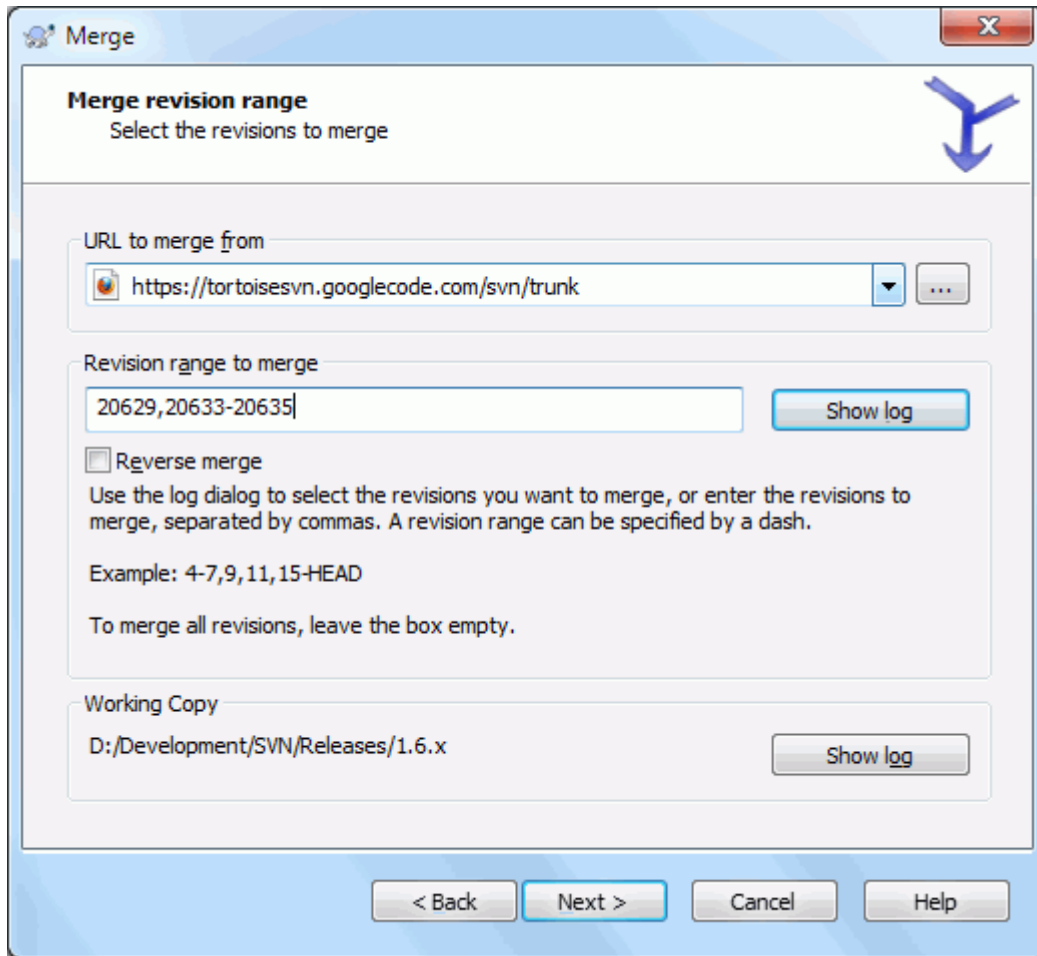 Merge
Merge revision range
Select the revisions to merge
URL to merge from
https://tortoisesvn.googlecode.com/svn/trunk
...
Revision range to merge
20629,20633-20635
Show log
Reverse merge
Use the log dialog to select the revisions you want to merge, or enter the revisions to
merge, separated by commas. A revision range can be specified by a dash.
Example: 4-7,9,11,15-HEAD
To merge all revisions, leave the box empty.
Working Copy
D:/Development/SVN/Releases/1.6.x
Show log
< Back
Next >
Cancel
Help